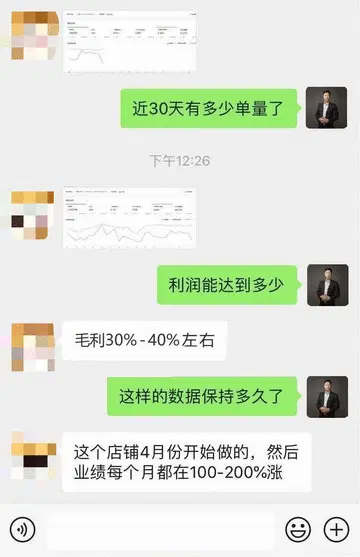 近30天有多少单量了
下午12:26
利润能达到多少
毛利30%-40%左右
这样的数据保持多久了
这个店铺4月份开始做的，然后
业绩每个月都在100-200%涨